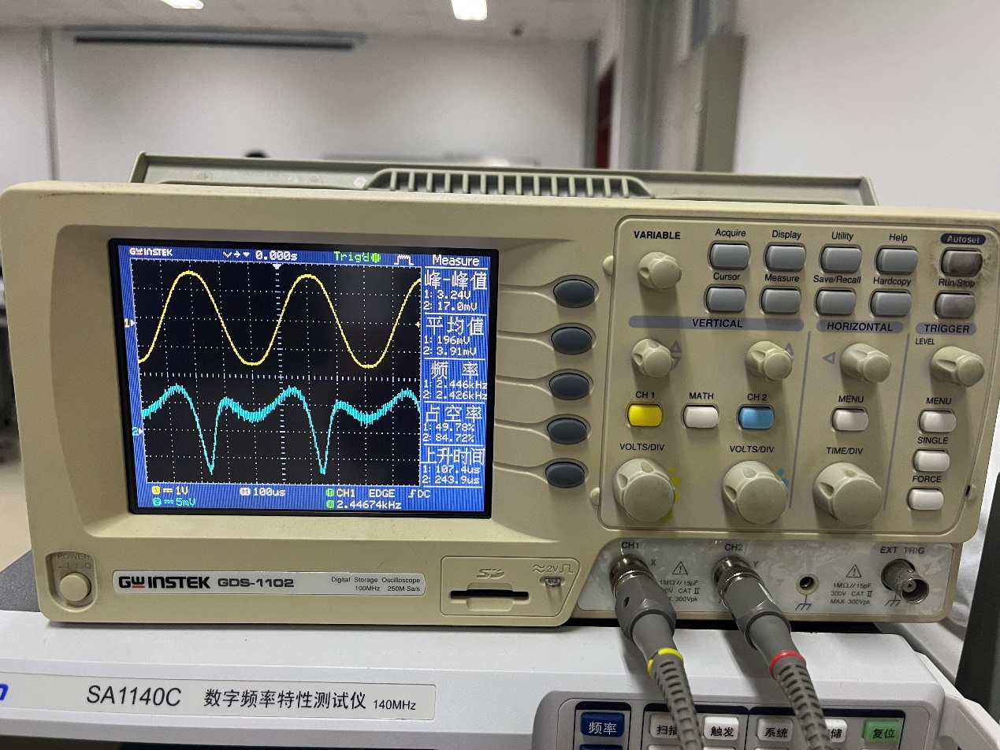 GWINSTEK
0.000s
Trig'd
Measure
峰-峰值
1: 3.24V
2: 17.0mV
平均值
1: 196mV
2: 3.91mV
频 率
1: 2.446kHz
2: 2.426kHz
占空率
1: 49.78%
2: 84.72%
上升时间
1: 107.4us
2: 243.9us
1
2
1 1V
M 100us
CH1 EDGE DC
2 5mV
2.44674kHz
VARIABLE
Acquire
Display
Utility
Help
Autoset
Cursor
Measure
Save/Recall
Hardcopy
Run/Stop
VERTICAL
HORIZONTAL
TRIGGER
LEVEL
CH 1
MATH
CH 2
MENU
MENU
SINGLE
VOLTS/DIV
VOLTS/DIV
TIME/DIV
FORCE
POWER
GWINSTEK GDS-1102
Digital Storage Oscilloscope
100MHz 250M Sa/s
SD
≈2V
CH1
X
1MΩ//15pF
CAT II
300Vpk
CH2
Y
1MΩ//15pF
300V CAT II
MAX. 300Vpk
EXT TRIG
SA1140C 数字频率特性测试仪 140MHz
频率
扫描
触发
系统
储
复位